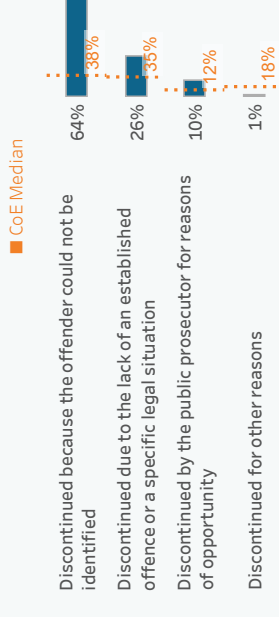 CoE Median
Discontinued because the offender could not be
identified
64%
38%
Discontinued due to the lack of an established
offence or a specific legal situation
26%
35%
Discontinued by the public prosecutor for reasons
of opportunity
10%
12%
Discontinued for other reasons
1%
18%